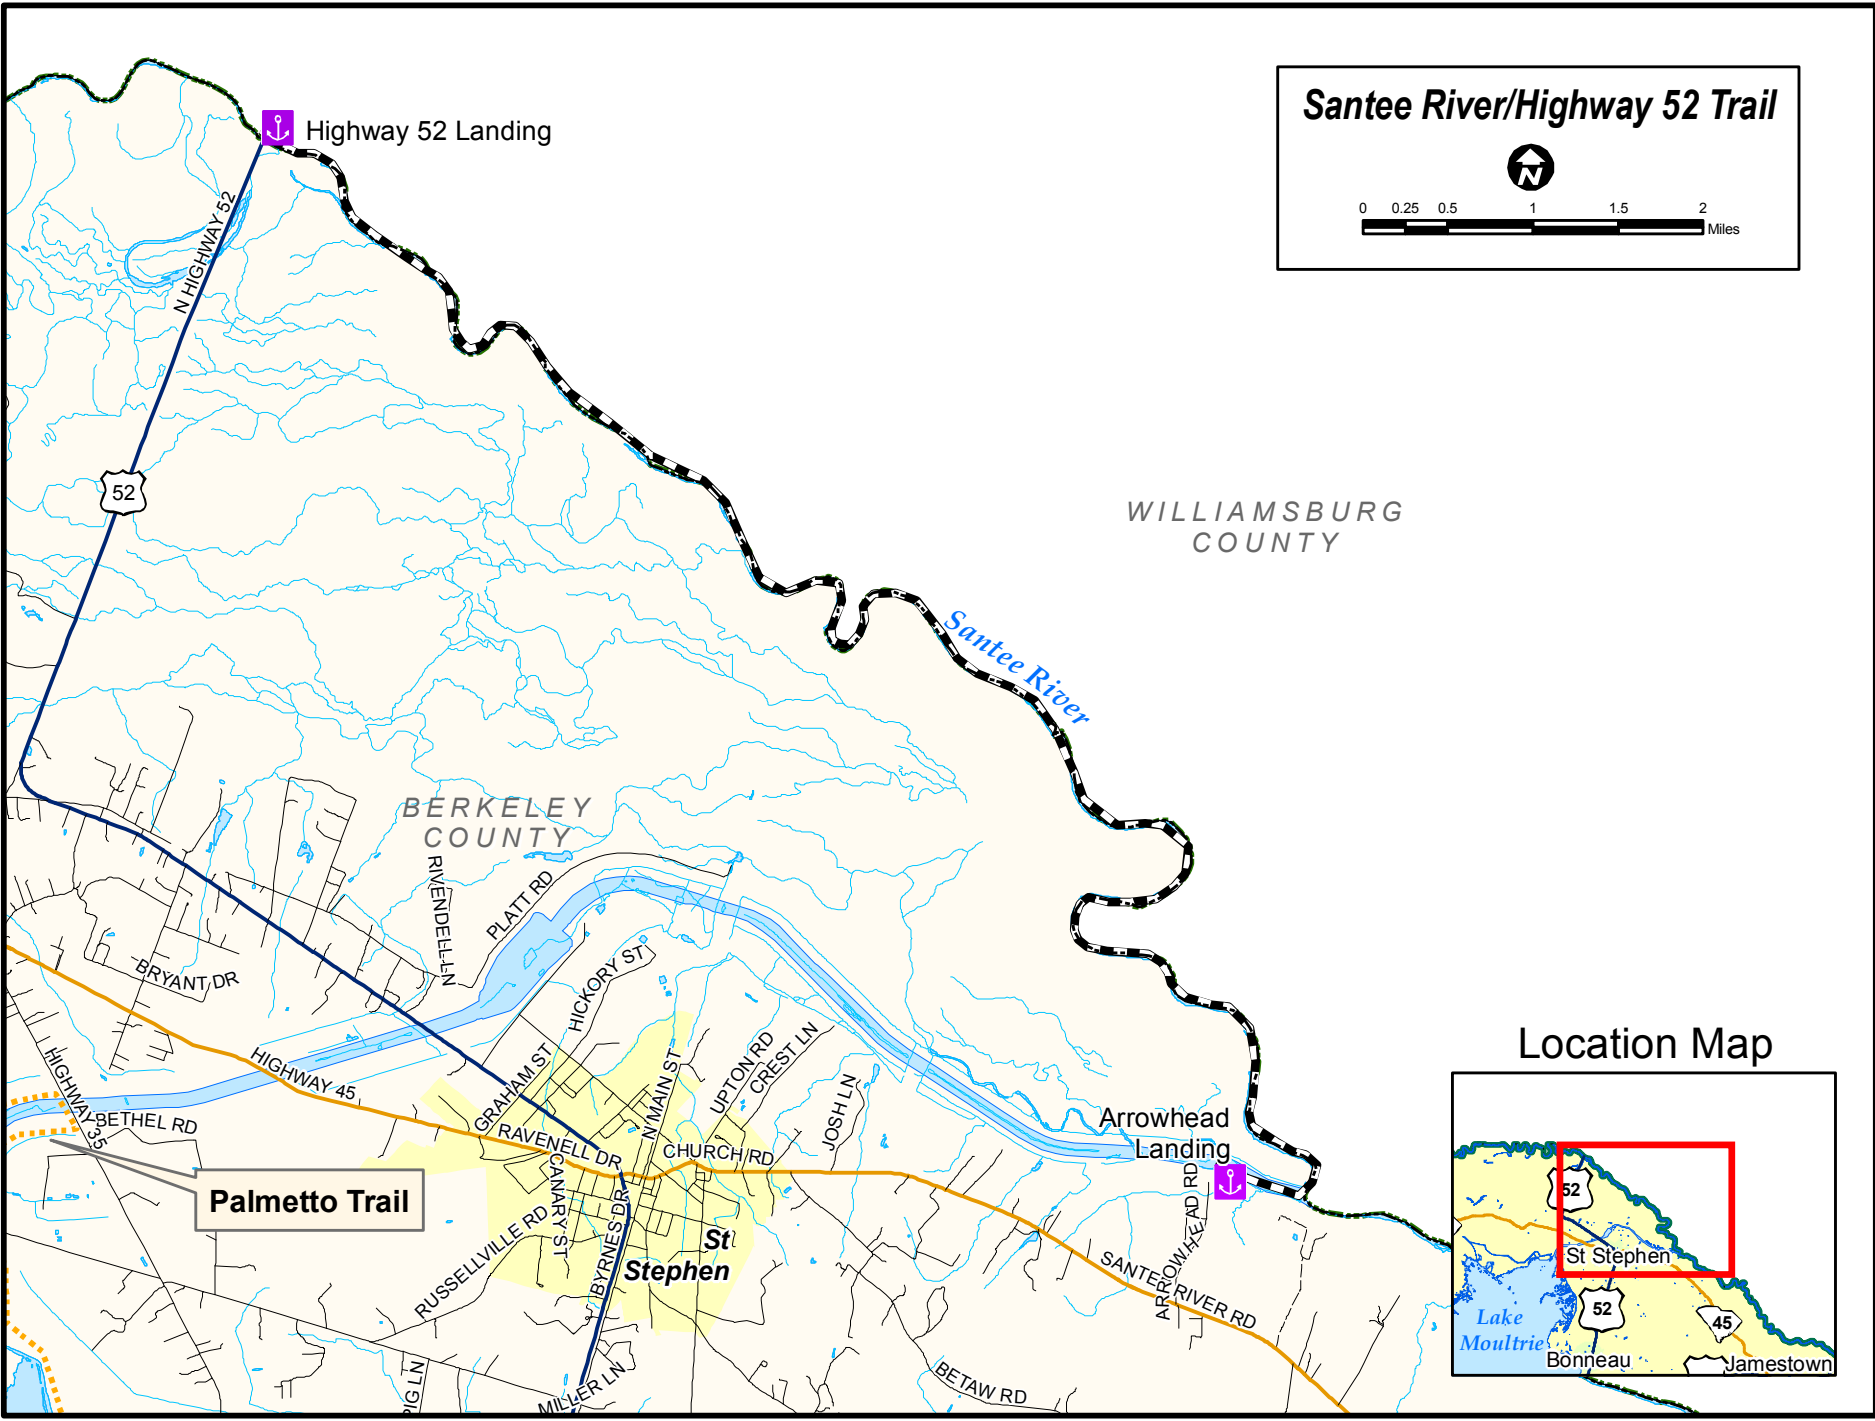 Santee River/Highway 52 Trail
N
0 0.25 0.5 1 1.5 2
Miles
Highway 52 Landing
N HIGHWAY 52
52
WILLIAMSBURG
COUNTY
Santee River
BERKELEY
COUNTY
RIVENDELL LN
PLATT RD
BRYANT DR
HICKORY ST
HIGHWAY 45
HIGHWAY 35
BETHEL RD
GRAHAM ST
N MAIN ST
UPTON RD
CREST LN
JOSH LN
RAVENELL DR
CHURCH RD
CANARY ST
BYRNES DR
RUSSELLVILLE RD
Palmetto Trail
St
Stephen
Arrowhead
Landing
ARROWHEAD RD
SANTEE RIVER RD
BETAW RD
MILLER LN
PIG LN
Location Map
52
St Stephen
52
45
Lake
Moultrie
Bonneau
Jamestown